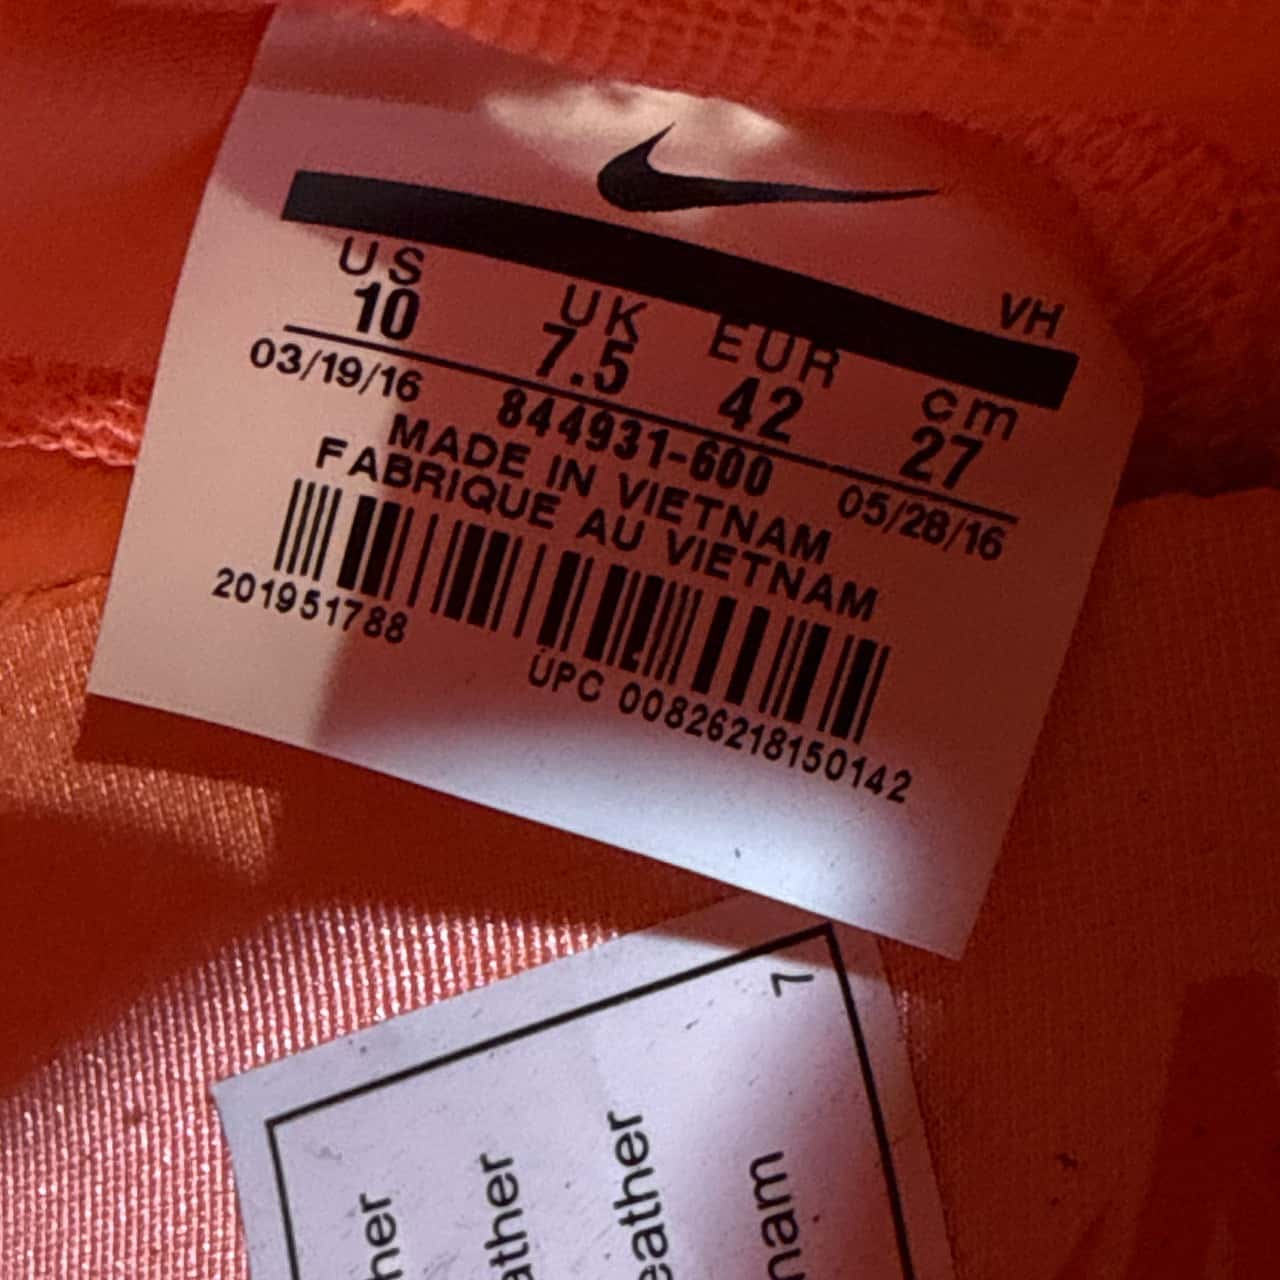 VH
US UK EUR cm
10 7.5 42 27
03/19/16 844931-600 05/28/16
MADE IN VIETNAM
FABRIQUE AU VIETNAM
201951788
UPC 00826218150142
7
her
ather
eather
nam